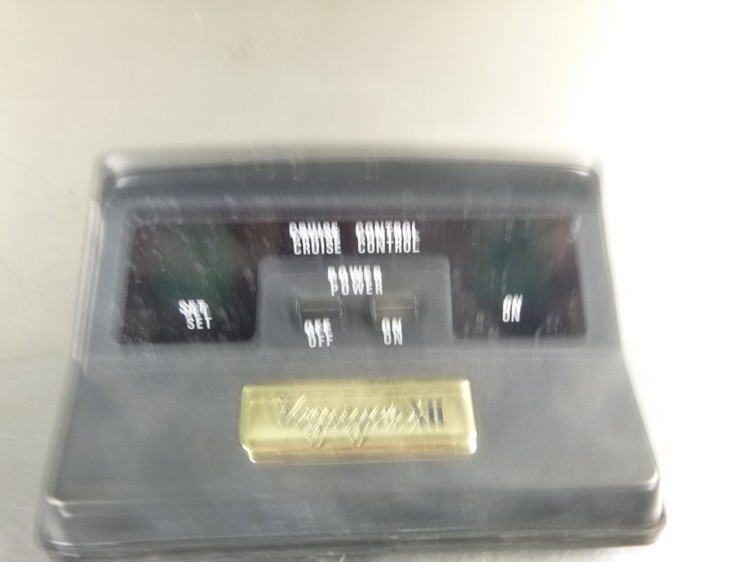 CRUISE CONTROL
POWER
SET OFF ON ON